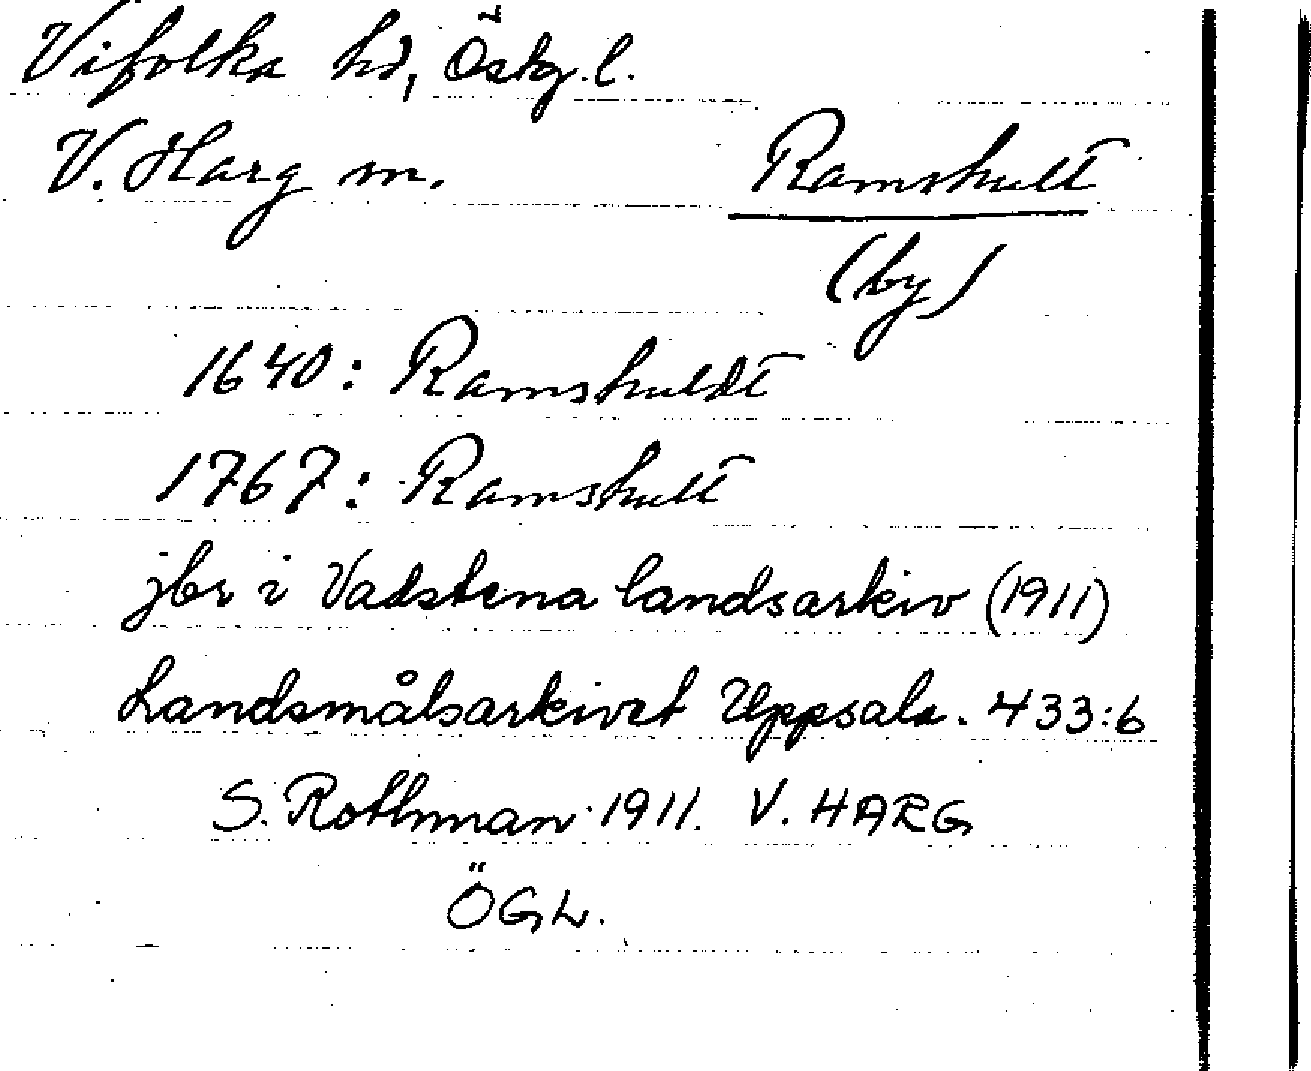 Vifolka hd, Östg. l.
V. Harg sn. Ramshult
(by)
1640: Ramshuldt
1767: Ramshult
jbr i Vadstena landsarkiv (1911)
Landsmålsarkivet Uppsala. 433:6
S. Rothman 1911. V. HARG
ÖGL.